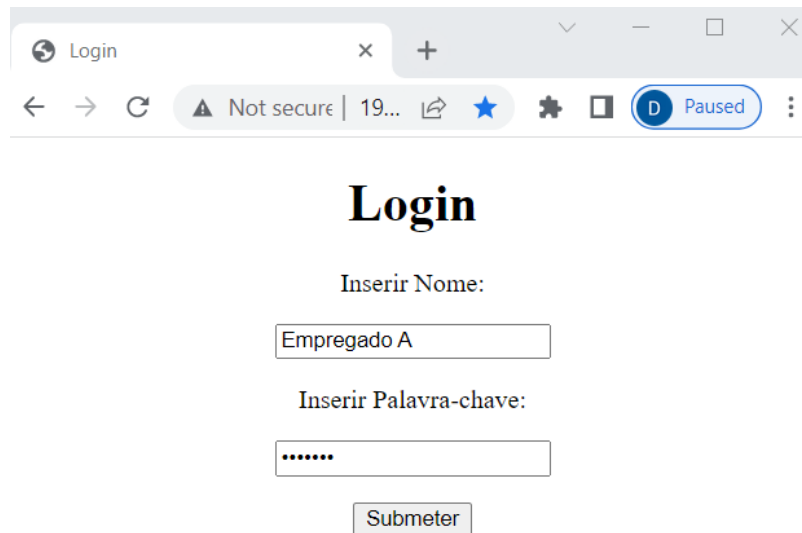 Login
Not secure 19...
D Paused
Login
Inserir Nome:
Empregado A
Inserir Palavra-chave:
•••••••
Submeter